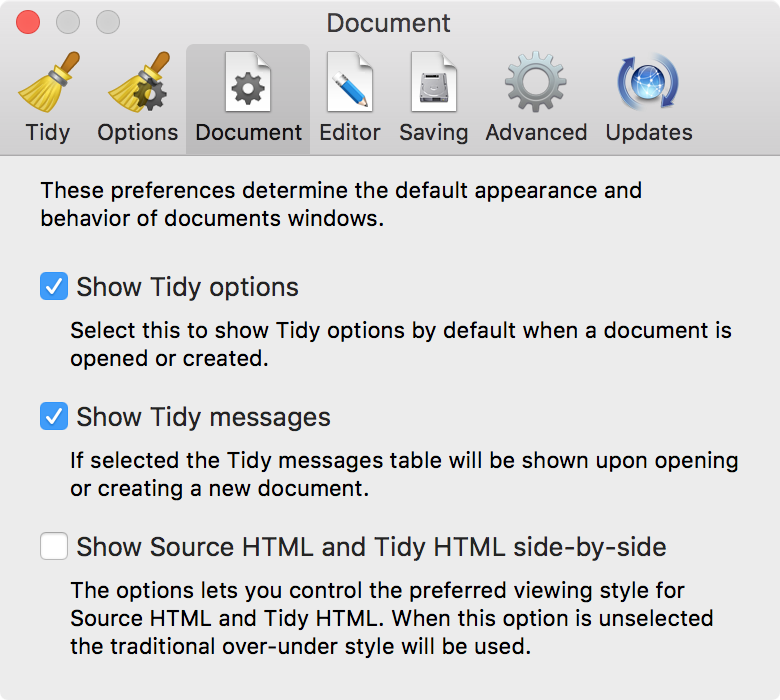 Document
Tidy Options Document Editor Saving Advanced Updates
These preferences determine the default appearance and
behavior of documents windows.
Show Tidy options
Select this to show Tidy options by default when a document is
opened or created.
Show Tidy messages
If selected the Tidy messages table will be shown upon opening
or creating a new document.
Show Source HTML and Tidy HTML side-by-side
The options lets you control the preferred viewing style for
Source HTML and Tidy HTML. When this option is unselected
the traditional over-under style will be used.